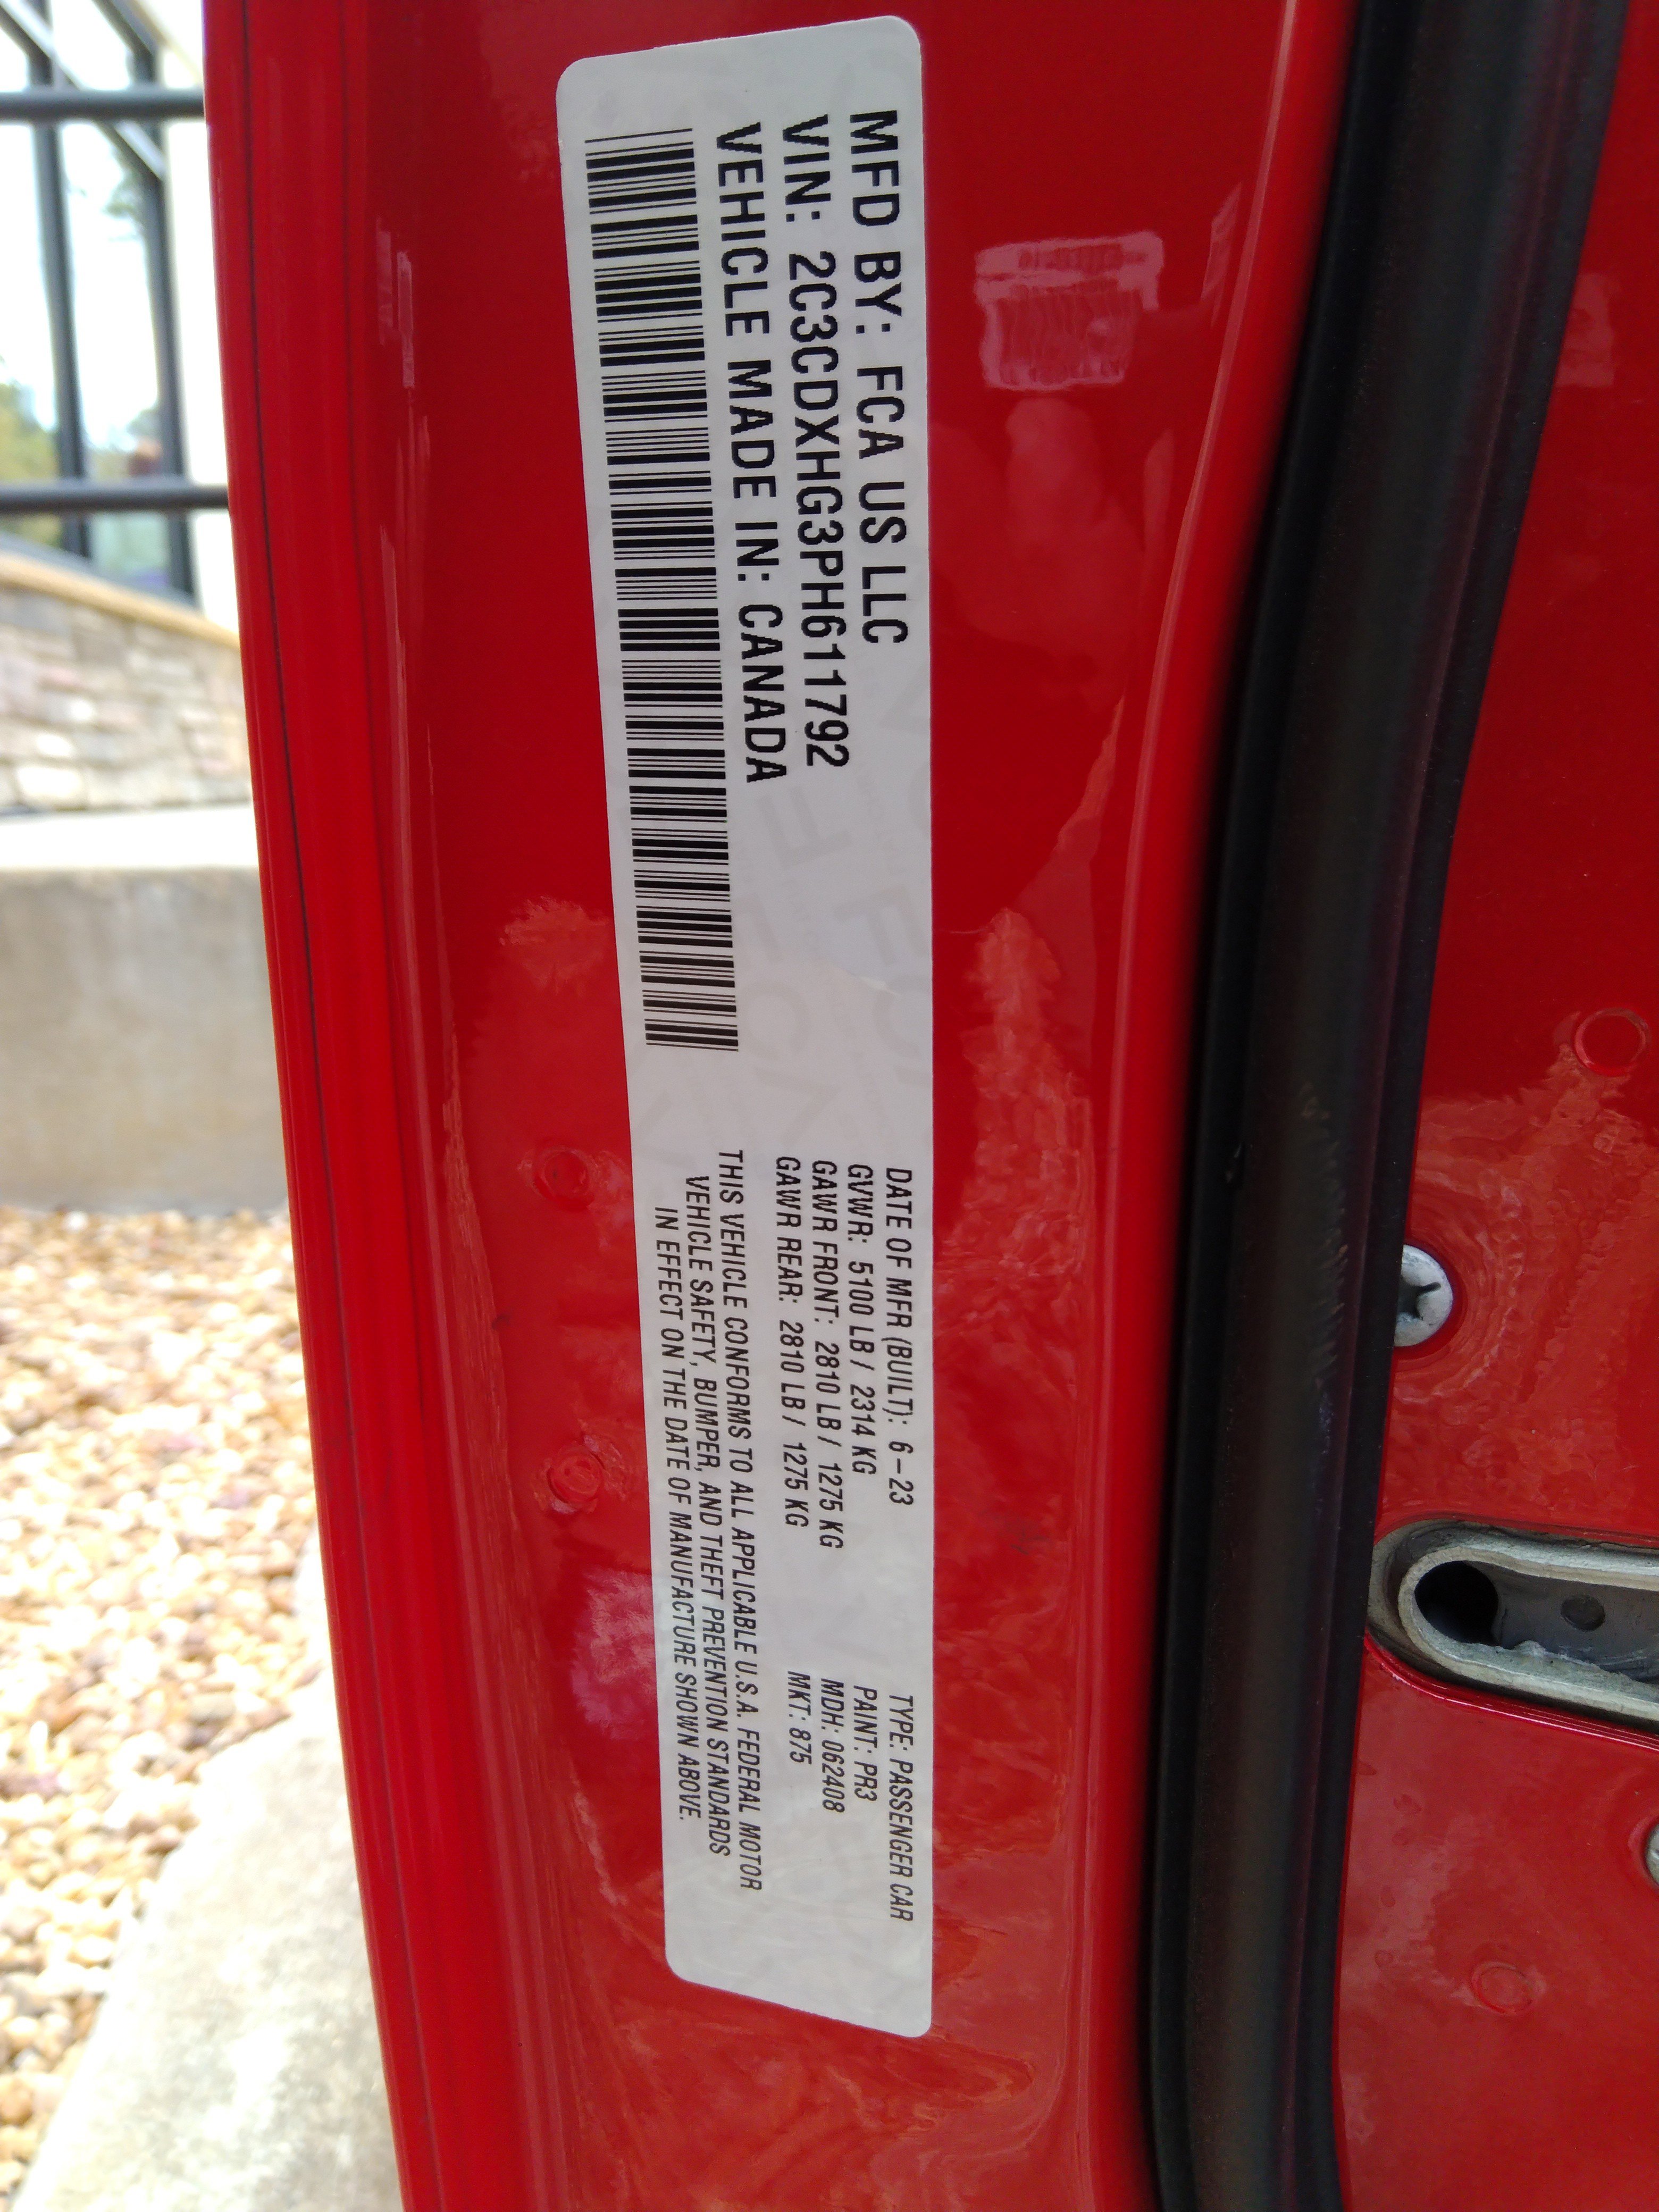 MFD BY: FCA US LLC
VIN: 2C3CDXHG3PH611792
VEHICLE MADE IN: CANADA
DATE OF MFR (BUILT): 6-23
GVWR: 5100 LB / 2314 KG
GAWR FRONT: 2810 LB / 1275 KG
GAWR REAR: 2810 LB / 1275 KG
TYPE: PASSENGER CAR
PAINT: PR3
MDH: 062408
MKT: 875
THIS VEHICLE CONFORMS TO ALL APPLICABLE U.S.A. FEDERAL MOTOR
VEHICLE SAFETY, BUMPER, AND THEFT PREVENTION STANDARDS
IN EFFECT ON THE DATE OF MANUFACTURE SHOWN ABOVE.